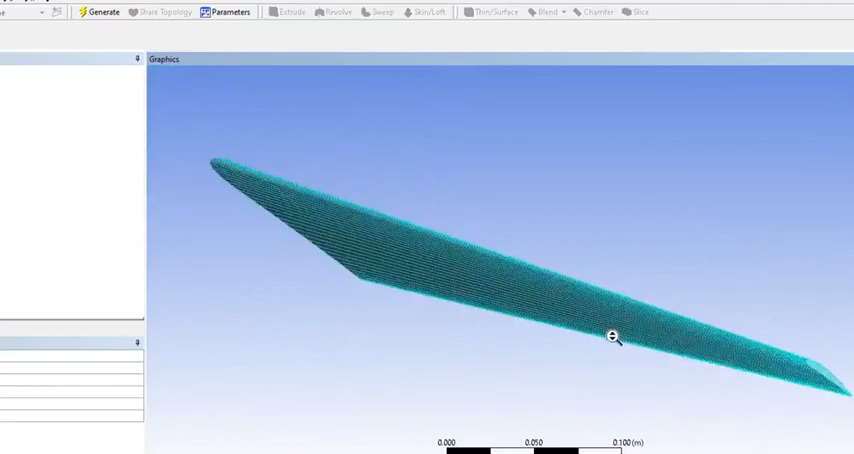 Generate Share Topology Parameters Extrude Revolve Sweep Skin/Loft Thin/Surface Blend Chamfer Slice
Graphics
0.000 0.050 0.100 (m)